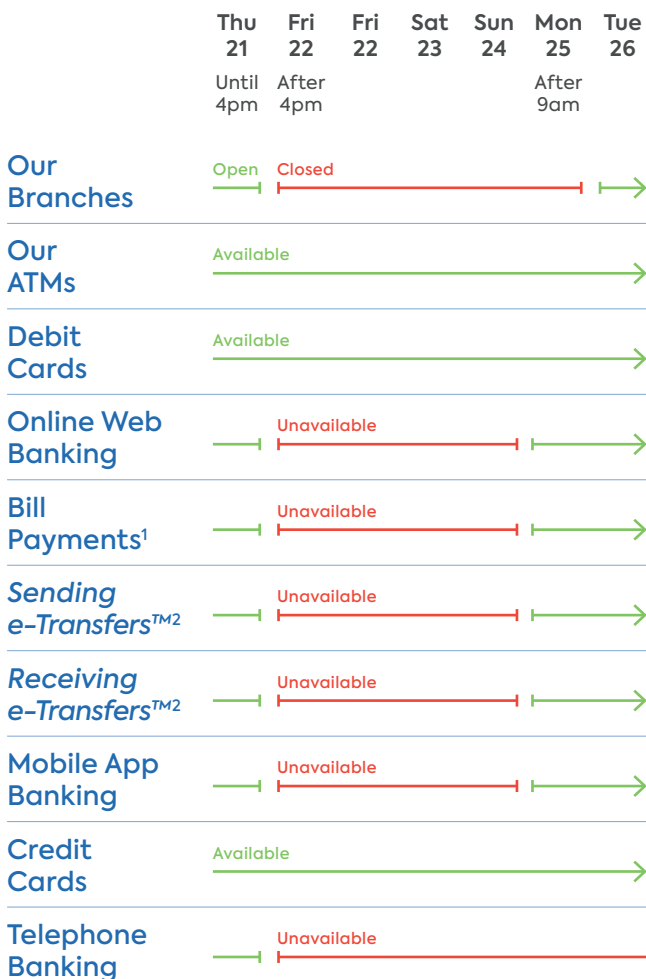 Thu Fri Fri Sat Sun Mon Tue
21 22 22 23 24 25 26
Until After After
4pm 4pm 9am
Our
Branches
Open Closed
Our
ATMs
Available
Debit
Cards
Available
Online Web
Banking
Unavailable
Bill
Payments¹
Unavailable
Sending
e-Transfers™²
Unavailable
Receiving
e-Transfers™²
Unavailable
Mobile App
Banking
Unavailable
Credit
Cards
Available
Telephone
Banking
Unavailable